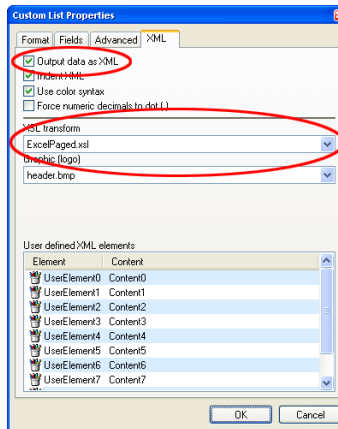 Custom List Properties
Format Fields Advanced XML
Output data as XML
Indent XML
Use color syntax
Force numeric decimals to dot (.)
XSL transform
ExcelPaged.xsl
Graphic (logo)
header.bmp
User defined XML elements
Element Content
UserElement0 Content0
UserElement1 Content1
UserElement2 Content2
UserElement3 Content3
UserElement4 Content4
UserElement5 Content5
UserElement6 Content6
UserElement7 Content7
OK Cancel